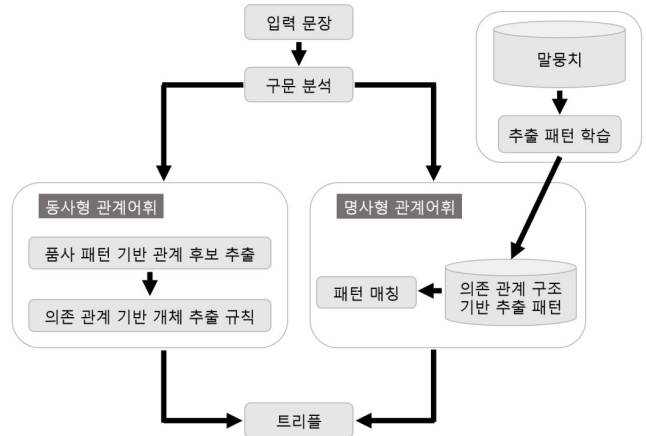 입력 문장
구문 분석
말뭉치
추출 패턴 학습
동사형 관계어휘
품사 패턴 기반 관계 후보 추출
의존 관계 기반 개체 추출 규칙
명사형 관계어휘
패턴 매칭
의존 관계 구조
기반 추출 패턴
트리플